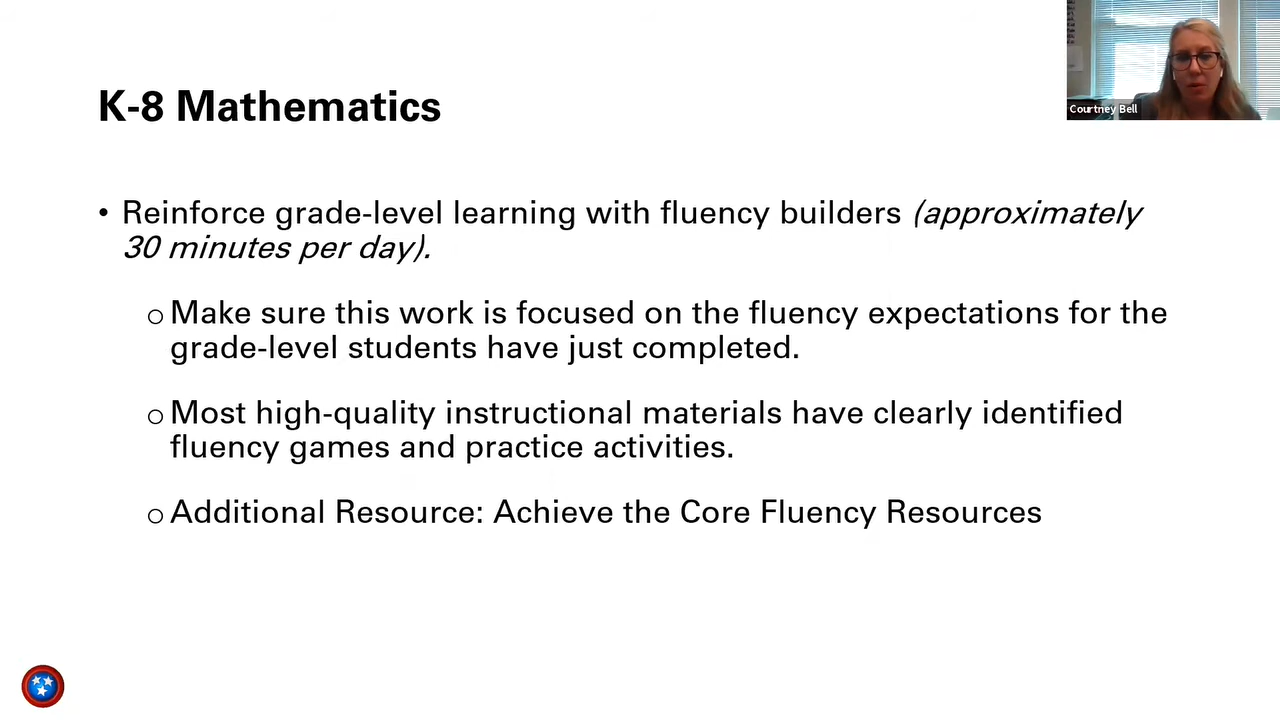 K-8 Mathematics
Courtney Bell
• Reinforce grade-level learning with fluency builders (approximately
30 minutes per day).
o Make sure this work is focused on the fluency expectations for the
grade-level students have just completed.
o Most high-quality instructional materials have clearly identified
fluency games and practice activities.
o Additional Resource: Achieve the Core Fluency Resources